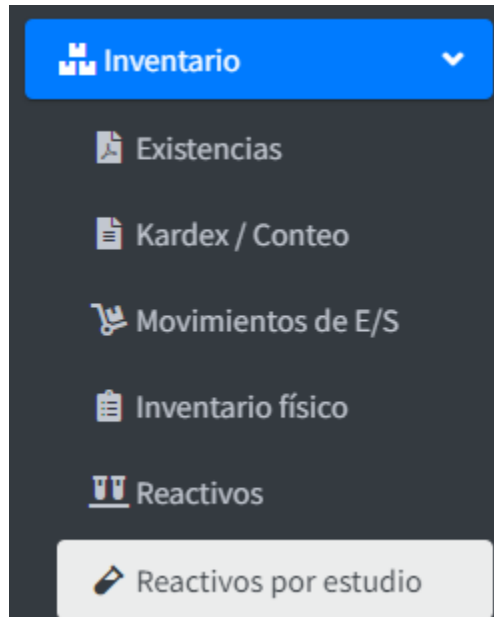 Inventario
Existencias
Kardex / Conteo
Movimientos de E/S
Inventario físico
Reactivos
Reactivos por estudio